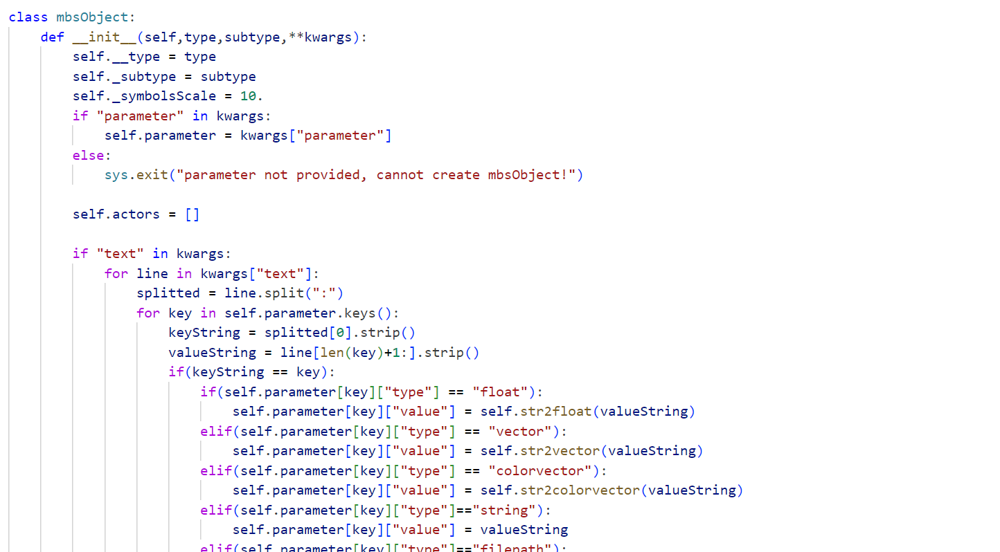 class mbsObject:
    def __init__(self,type,subtype,**kwargs):
        self.__type = type
        self._subtype = subtype
        self._symbolsScale = 10.
        if "parameter" in kwargs:
            self.parameter = kwargs["parameter"]
        else:
            sys.exit("parameter not provided, cannot create mbsObject!")

        self.actors = []

        if "text" in kwargs:
            for line in kwargs["text"]:
                splitted = line.split(":")
                for key in self.parameter.keys():
                    keyString = splitted[0].strip()
                    valueString = line[len(key)+1:].strip()
                    if(keyString == key):
                        if(self.parameter[key]["type"] == "float"):
                            self.parameter[key]["value"] = self.str2float(valueString)
                        elif(self.parameter[key]["type"] == "vector"):
                            self.parameter[key]["value"] = self.str2vector(valueString)
                        elif(self.parameter[key]["type"] == "colorvector"):
                            self.parameter[key]["value"] = self.str2colorvector(valueString)
                        elif(self.parameter[key]["type"]=="string"):
                            self.parameter[key]["value"] = valueString
                        elif(self.parameter[key]["type"]=="filepath"):